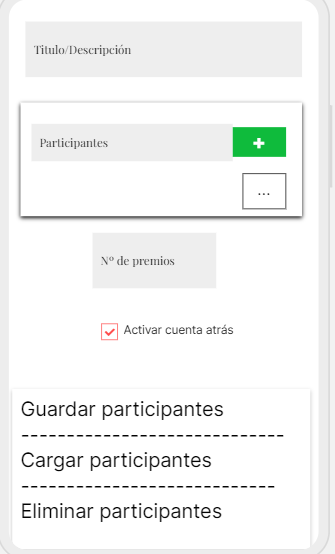 Titulo/Descripción
Participantes
+
...
Nº de premios
Activar cuenta atrás
Guardar participantes
-----------------------------
Cargar participantes
----------------------------
Eliminar participantes